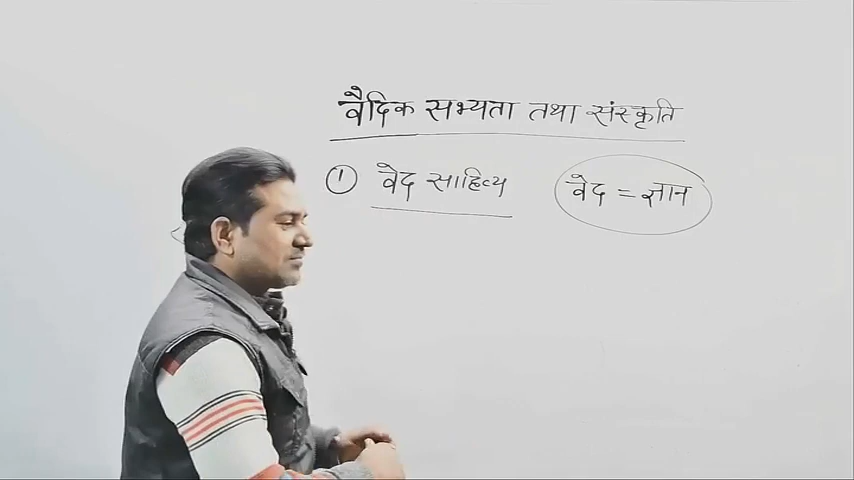 वैदिक सभ्यता तथा संस्कृति
① वेद साहित्य वेद = ज्ञान